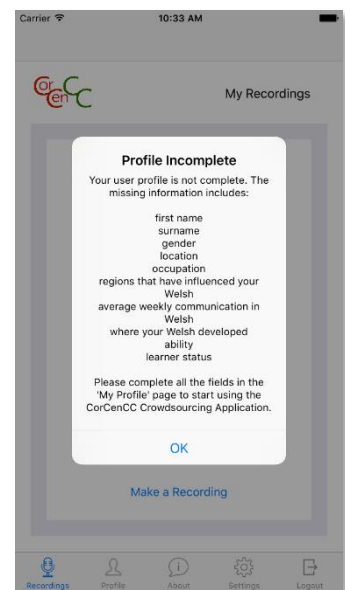 Carrier 10:33 AM
CorCenCC
My Recordings
Profile Incomplete
Your user profile is not complete. The
missing information includes:
first name
surname
gender
location
occupation
regions that have influenced your
Welsh
average weekly communication in
Welsh
where your Welsh developed
ability
learner status
Please complete all the fields in the
'My Profile' page to start using the
CorCenCC Crowdsourcing Application.
OK
Make a Recording
Recordings Profile About Settings Logout